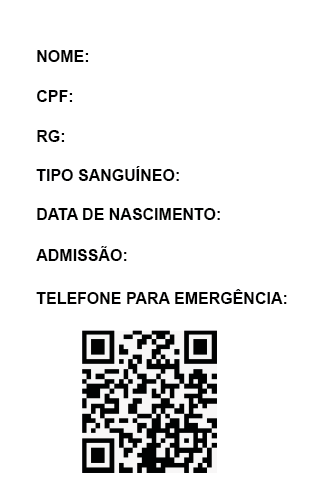 NOME:
CPF:
RG:
TIPO SANGUÍNEO:
DATA DE NASCIMENTO:
ADMISSÃO:
TELEFONE PARA EMERGÊNCIA: